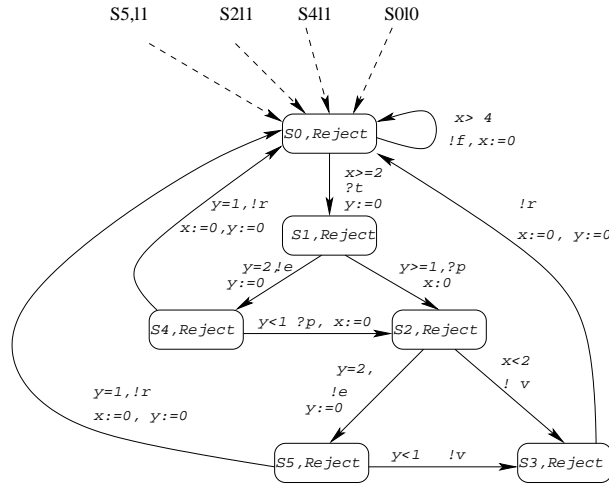 S5,l1 S2l1 S4l1 S0l0
x> 4
S0,Reject
!f,x:=0
x>=2
?t
y:=0
!r
y=1,!r
x:=0,y:=0
x:=0, y:=0
S1,Reject
y=2,!e
y:=0
y>=1,?p
x:0
S4,Reject
y<1 ?p, x:=0
S2,Reject
y=2,
!e
y:=0
x<2
! v
y=1,!r
x:=0, y:=0
S5,Reject
y<1 !v
S3,Reject